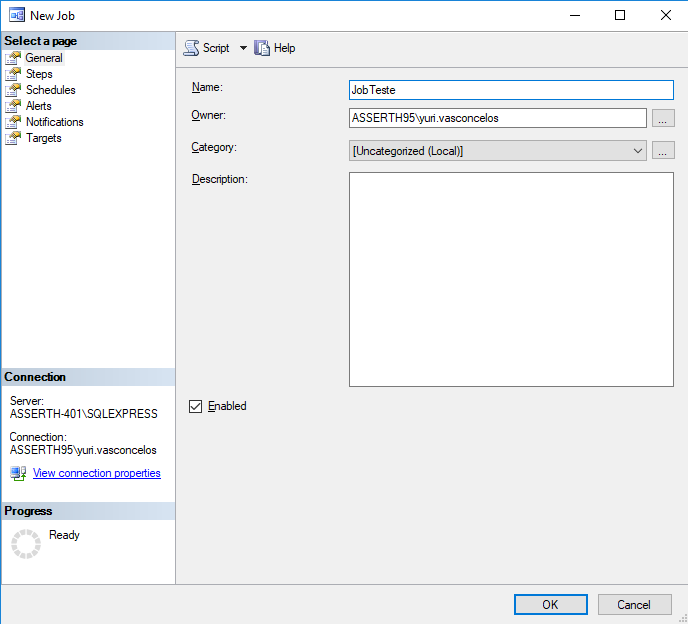 New Job
Select a page
General
Steps
Schedules
Alerts
Notifications
Targets
Connection
Server:
ASSERTH-401\SQLEXPRESS
Connection:
ASSERTH95\yuri.vasconcelos
View connection properties
Progress
Ready
Script Help
Name: JobTeste
Owner: ASSERTH95\yuri.vasconcelos ...
Category: [Uncategorized (Local)] ...
Description:
Enabled
OK Cancel